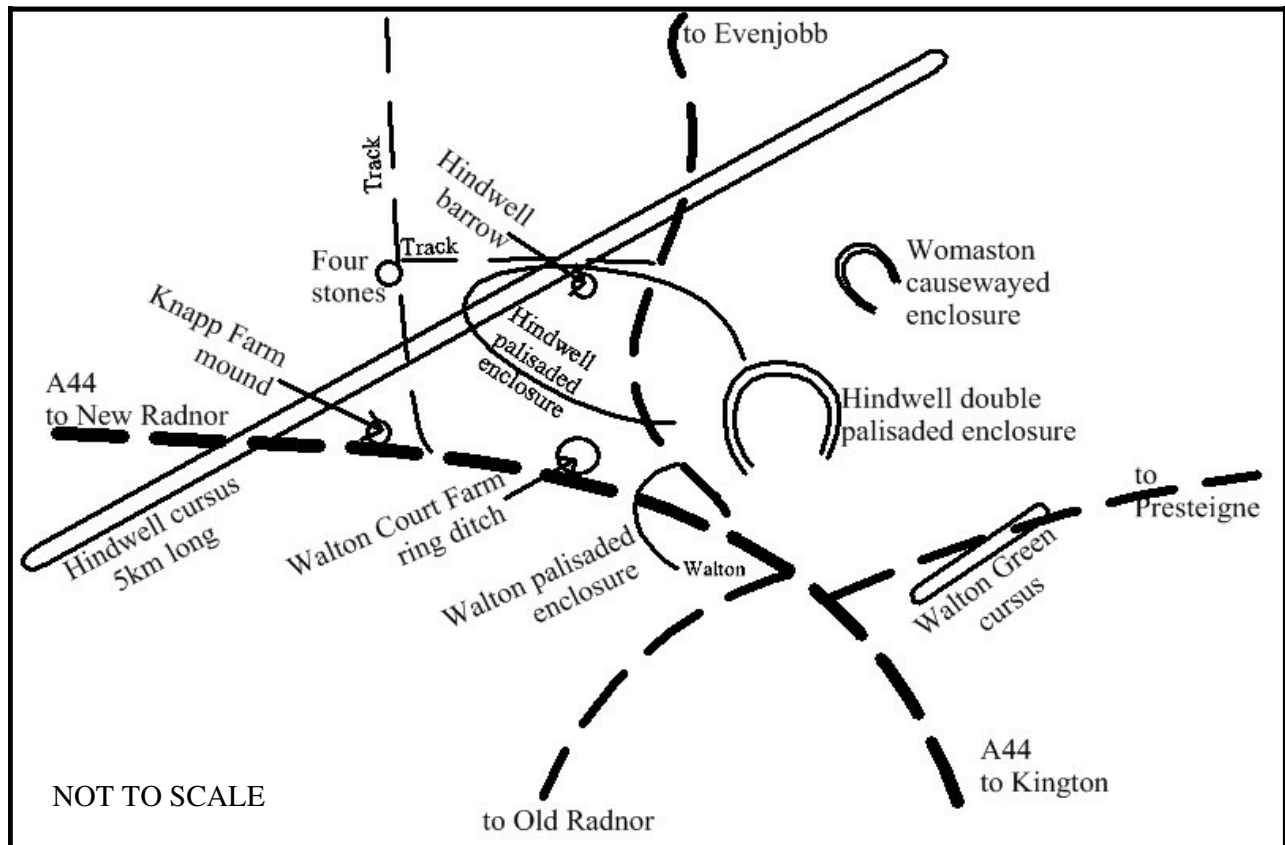 to Evenjobb
Track
Hindwell
barrow
Track
Four
stones
Womaston
causewayed
enclosure
Knapp Farm
mound
Hindwell
palisaded
enclosure
A44
to New Radnor
Hindwell double
palisaded enclosure
to
Presteigne
Hindwell cursus
5km long
Walton Court Farm
ring ditch
Walton palisaded
enclosure
Walton
Walton Green
cursus
A44
to Kington
NOT TO SCALE
to Old Radnor